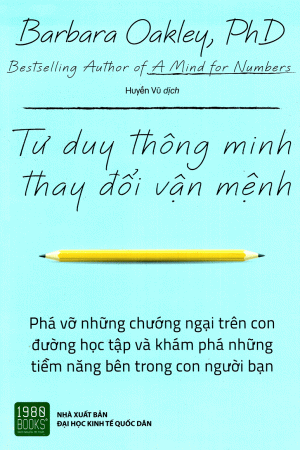 Barbara Oakley, PhD
Bestselling Author of A Mind for Numbers
Huyền Vũ dịch
Tư duy thông minh
thay đổi vận mệnh
Phá vỡ những chướng ngại trên con
đường học tập và khám phá những
tiềm năng bên trong con người bạn
1980
BOOKS
NHÀ XUẤT BẢN
ĐẠI HỌC KINH TẾ QUỐC DÂN